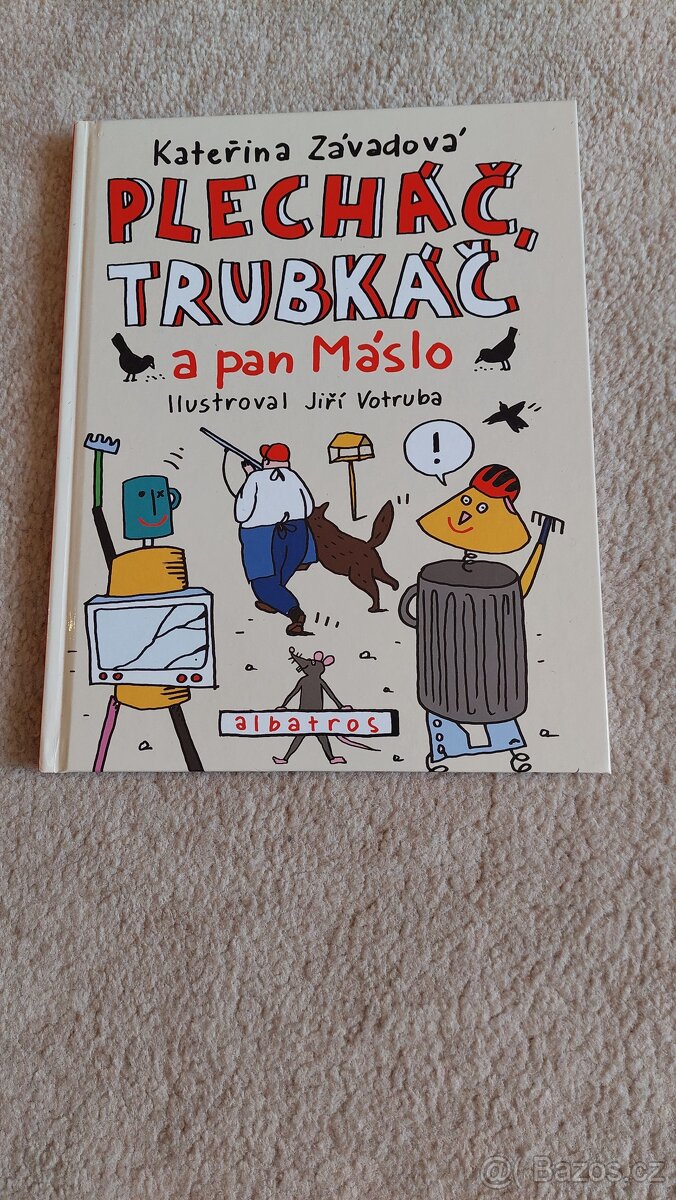 Kateřina Závadová
PLECHÁČ,
TRUBKÁČ
a pan Máslo
Ilustroval Jiří Votruba
!
albatros
@ Bazos.cz